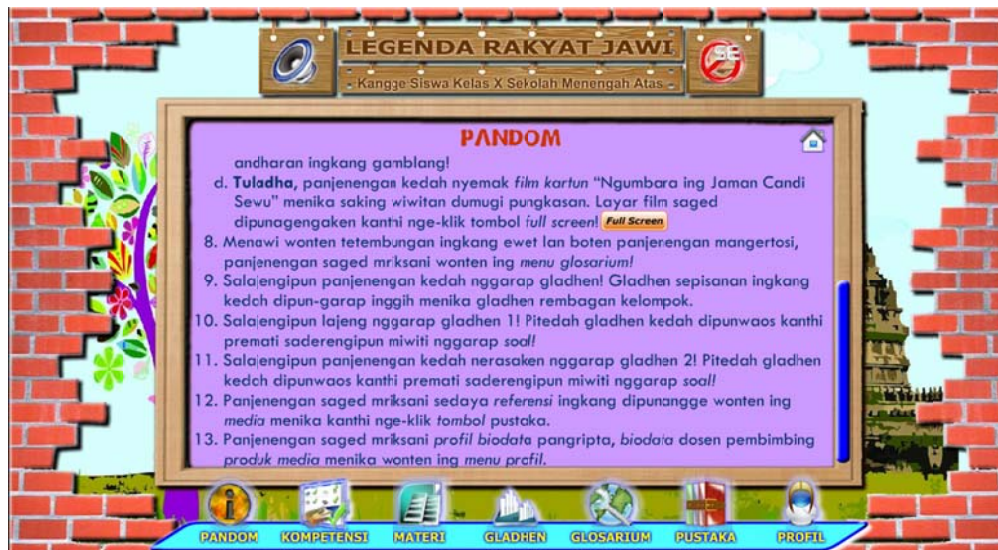 LEGENDA RAKYAT JAWI
Kangge Siswa Kelas X Sekolah Menengah Atas
SE
PANDOM
andharan ingkang gamblang!
d. Tuladha, panjenengan kedah nyemak film kartun "Ngumbara ing Jaman Candi
Sewu" menika saking wiwitan dumugi pungkasan. Layar film saged
dipunagengaken kanthi nge-klik tombol full screen! Full Screen
8. Menawi wonten tetembungan ingkang ewet lan boten panjenengan mangertosi,
panjenengan saged mriksani wonten ing menu glosarium!
9. Salajengipun panjenengan kedah nggarap gladhen! Gladhen sepisanan ingkang
kedah dipun-garap inggih menika gladhen rembagan kelompok.
10. Salajengipun lajeng nggarap gladhen 1! Pitedah gladhen kedah dipunwaos kanthi
premati saderengipun miwiti nggarap soal!
11. Salajengipun panjenengan kedah nerasaken nggarap gladhen 2! Pitedah gladhen
kedah dipunwaos kanthi premati saderengipun miwiti nggarap soal!
12. Panjenengan saged mriksani sedaya referensi ingkang dipunangge wonten ing
media menika kanthi nge-klik tombol pustaka.
13. Panjenengan saged mriksani profil biodata pangripta, biodata dosen pembimbing
produk media menika wonten ing menu profil.
PANDOM KOMPETENSI MATERI GLADHEN GLOSARIUM PUSTAKA PROFIL